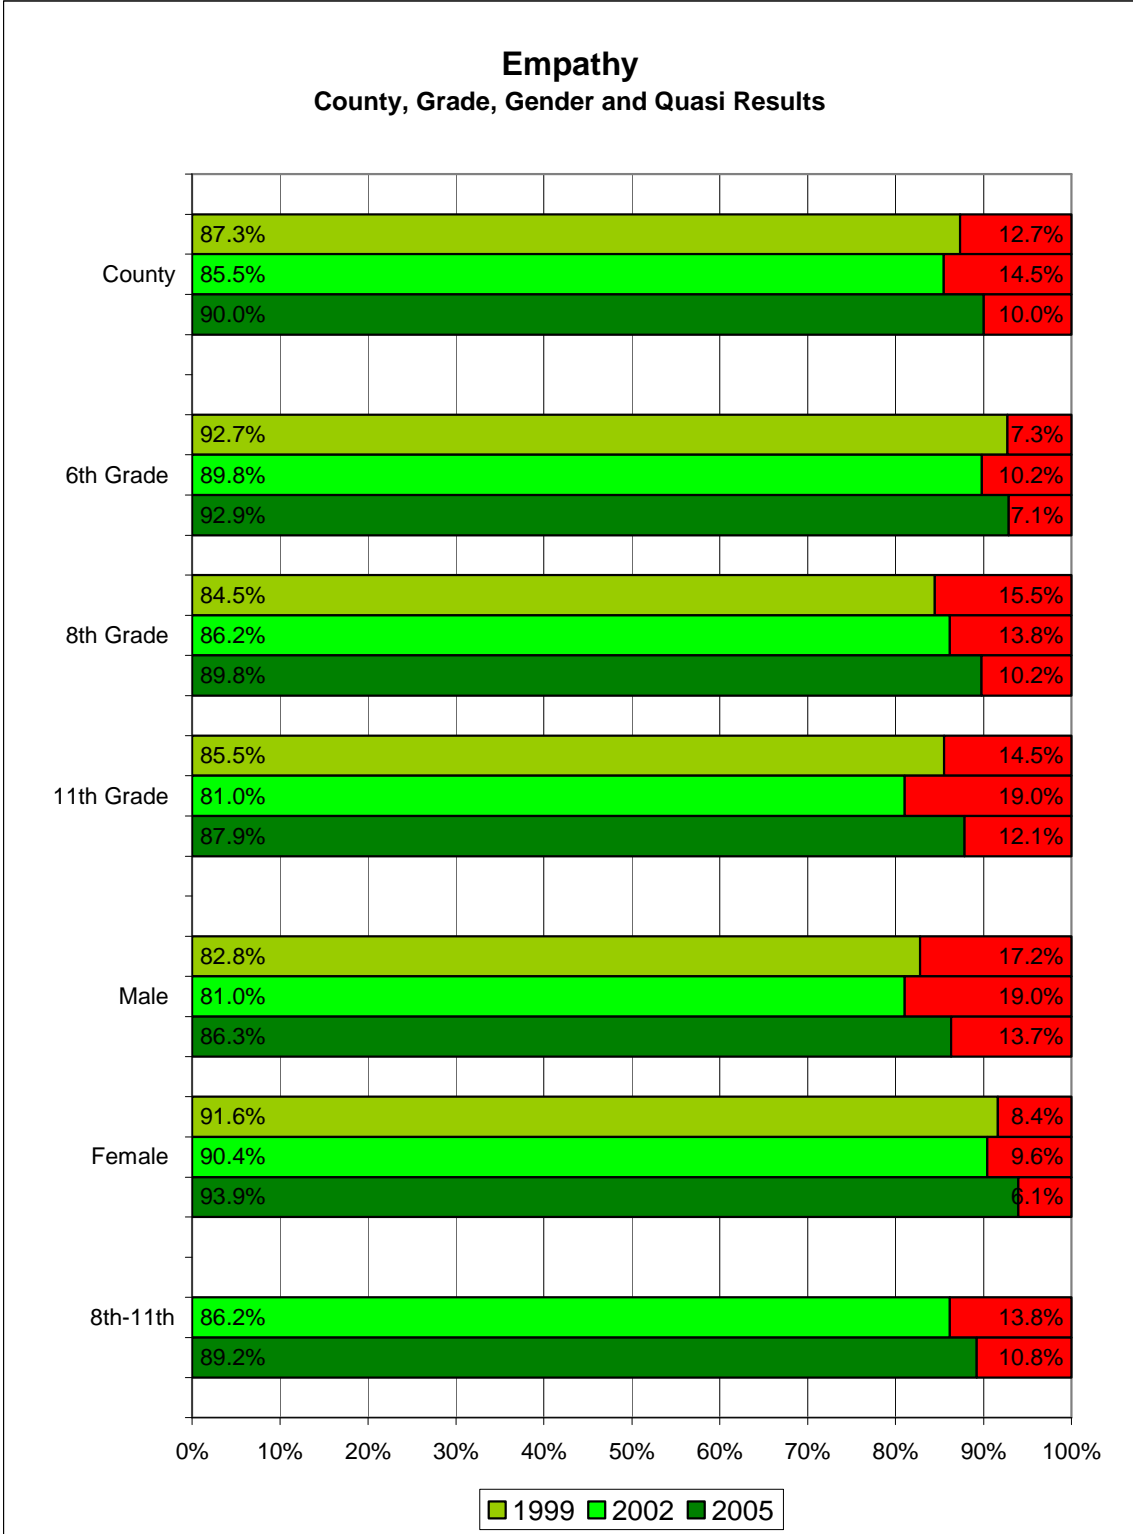 Empathy
County, Grade, Gender and Quasi Results
87.3% 12.7%
County 85.5% 14.5%
90.0% 10.0%
92.7% 7.3%
6th Grade 89.8% 10.2%
92.9% 7.1%
84.5% 15.5%
8th Grade 86.2% 13.8%
89.8% 10.2%
85.5% 14.5%
11th Grade 81.0% 19.0%
87.9% 12.1%
82.8% 17.2%
Male 81.0% 19.0%
86.3% 13.7%
91.6% 8.4%
Female 90.4% 9.6%
93.9% 6.1%
8th-11th 86.2% 13.8%
89.2% 10.8%
0% 10% 20% 30% 40% 50% 60% 70% 80% 90% 100%
1999 2002 2005